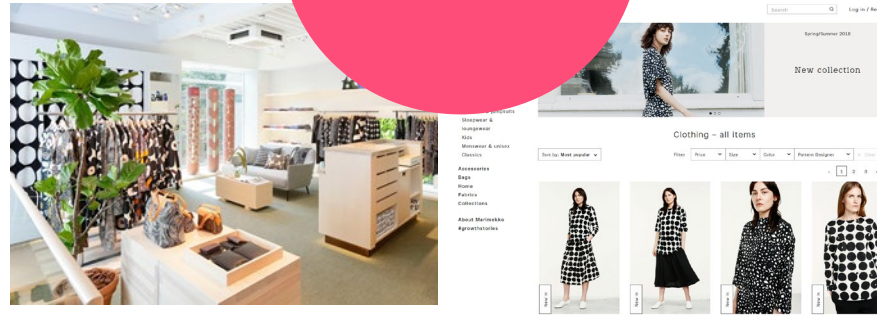 Search
Log in / Re
Spring/Summer 2018
New collection
Sleepwear &
loungewear
Kids
Menswear & unisex
Classics
Accessories
Bags
Home
Fabrics
Collections
About Marimekko
#growthstories
Clothing – all items
Sort by: Most popular
Filter: Price Size Color Pattern Designer
1 2 3
New in
New in
New in
New in